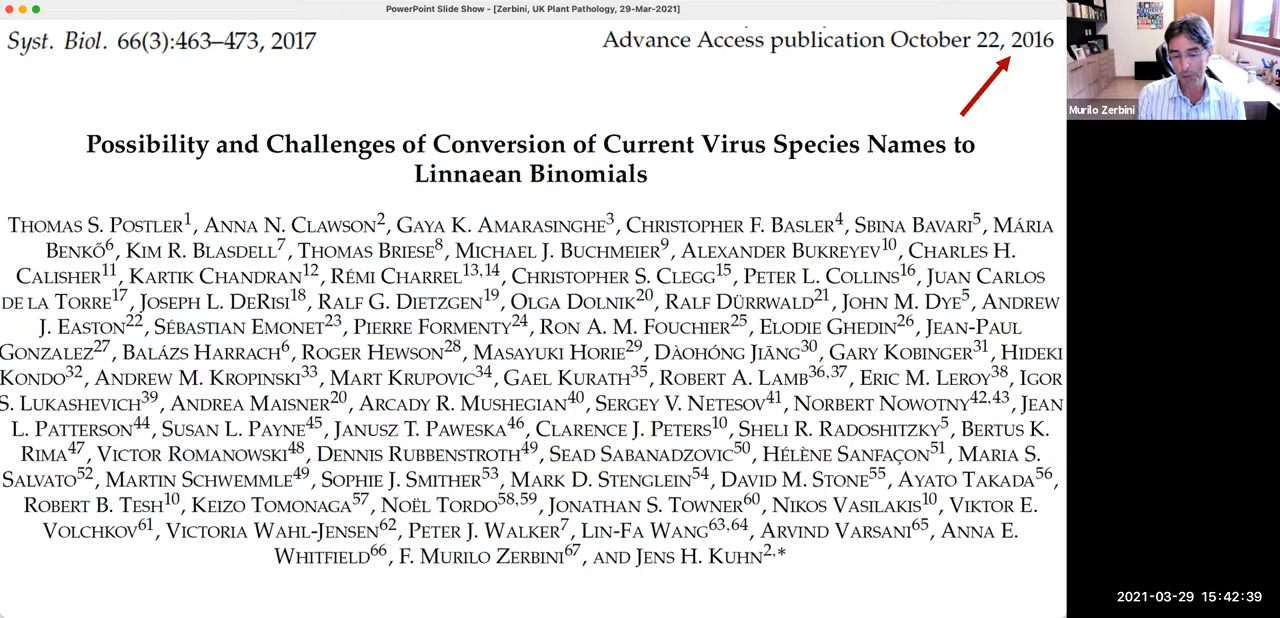 PowerPoint Slide Show - [Zerbini, UK Plant Pathology, 29-Mar-2021]
Syst. Biol. 66(3):463–473, 2017
Advance Access publication October 22, 2016
Murilo Zerbini
Possibility and Challenges of Conversion of Current Virus Species Names to
Linnaean Binomials
THOMAS S. POSTLER1, ANNA N. CLAWSON2, GAYA K. AMARASINGHE3, CHRISTOPHER F. BASLER4, SBINA BAVARI5, MÁRIA
BENKŐ6, KIM R. BLASDELL7, THOMAS BRIESE8, MICHAEL J. BUCHMEIER9, ALEXANDER BUKREYEV10, CHARLES H.
CALISHER11, KARTIK CHANDRAN12, RÉMI CHARREL13,14, CHRISTOPHER S. CLEGG15, PETER L. COLLINS16, JUAN CARLOS
DE LA TORRE17, JOSEPH L. DERISI18, RALF G. DIETZGEN19, OLGA DOLNIK20, RALF DÜRRWALD21, JOHN M. DYE5, ANDREW
J. EASTON22, SÉBASTIAN EMONET23, PIERRE FORMENTY24, RON A. M. FOUCHIER25, ELODIE GHEDIN26, JEAN-PAUL
GONZALEZ27, BALÁZS HARRACH6, ROGER HEWSON28, MASAYUKI HORIE29, DÀOHÓNG JIĀNG30, GARY KOBINGER31, HIDEKI
KONDO32, ANDREW M. KROPINSKI33, MART KRUPOVIC34, GAEL KURATH35, ROBERT A. LAMB36,37, ERIC M. LEROY38, IGOR
S. LUKASHEVICH39, ANDREA MAISNER20, ARCADY R. MUSHEGIAN40, SERGEY V. NETESOV41, NORBERT NOWOTNY42,43, JEAN
L. PATTERSON44, SUSAN L. PAYNE45, JANUSZ T. PAWESKA46, CLARENCE J. PETERS10, SHELI R. RADOSHITZKY5, BERTUS K.
RIMA47, VICTOR ROMANOWSKI48, DENNIS RUBBENSTROTH49, SEAD SABANADZOVIC50, HÉLÈNE SANFAÇON51, MARIA S.
SALVATO52, MARTIN SCHWEMMLE49, SOPHIE J. SMITHER53, MARK D. STENGLEIN54, DAVID M. STONE55, AYATO TAKADA56,
ROBERT B. TESH10, KEIZO TOMONAGA57, NOËL TORDO58,59, JONATHAN S. TOWNER60, NIKOS VASILAKIS10, VIKTOR E.
VOLCHKOV61, VICTORIA WAHL-JENSEN62, PETER J. WALKER7, LIN-FA WANG63,64, ARVIND VARSANI65, ANNA E.
WHITFIELD66, F. MURILO ZERBINI67, AND JENS H. KUHN2,*
2021-03-29 15:42:39